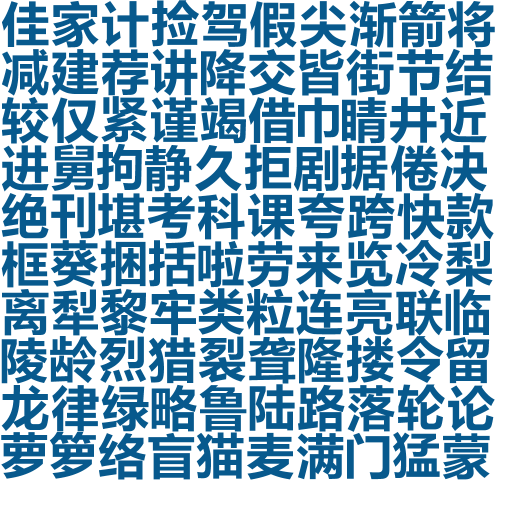 佳家计捡驾假尖渐箭将
减建荐讲降交皆街节结
较仅紧谨竭借巾睛井近
进舅拘静久拒剧据倦决
绝刊堪考科课夸跨快款
框葵捆括啦劳来览冷梨
离犁黎牢类粒连亮联临
陵龄烈猎裂聋隆搂令留
龙律绿略鲁陆路落轮论
萝箩络盲猫麦满门猛蒙